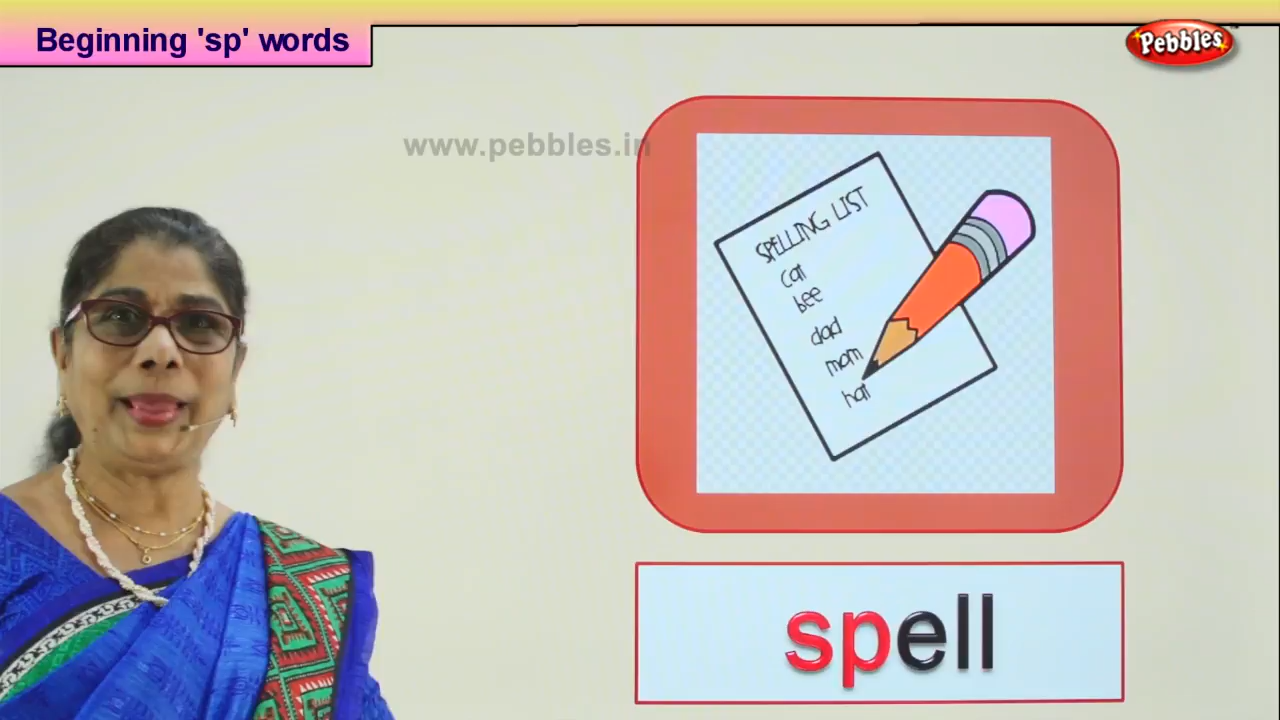 Beginning 'sp' words
Pebbles
www.pebbles.in
SPELLING LIST
cat
bee
dad
mom
hat
spell